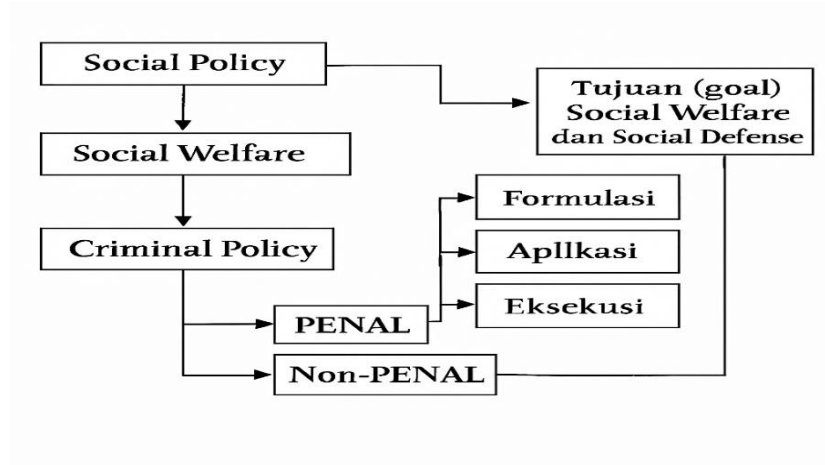 Social Policy
Tujuan (goal)
Social Welfare
dan Social Defense
Social Welfare
Formulasi
Criminal Policy
Apllkasi
Eksekusi
PENAL
Non-PENAL